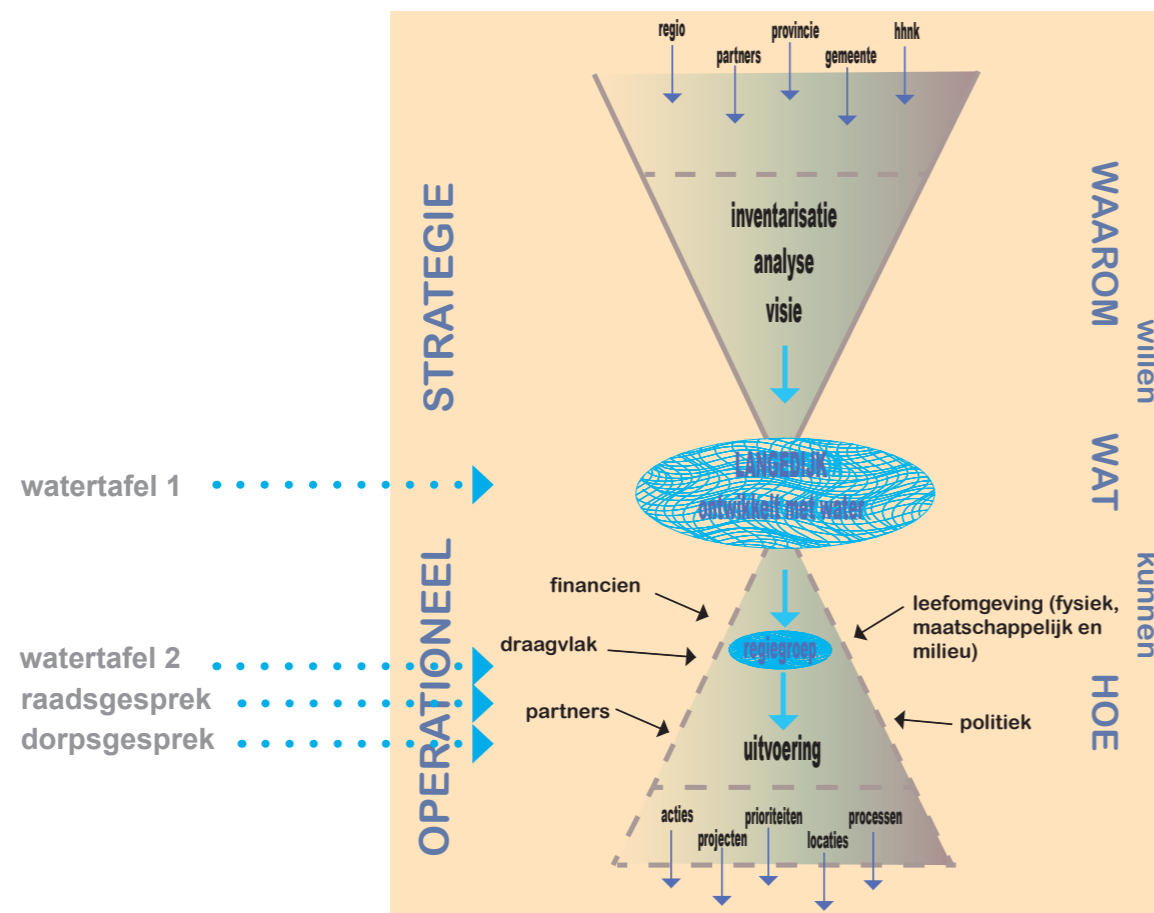 regio
partners
provincie
gemeente
hhnk
STRATEGIE
WAAROM
inventarisatie
analyse
visie
willen
LANGEDIJK
ontwikkelt met water
WAT
watertafel 1
OPERATIONEEL
kunnen
financien
leefomgeving (fysiek,
maatschappelijk en
milieu)
draagvlak
regiegroep
watertafel 2
raadsgesprek
dorpsgesprek
HOE
partners
politiek
uitvoering
acties
projecten
prioriteiten
locaties
processen